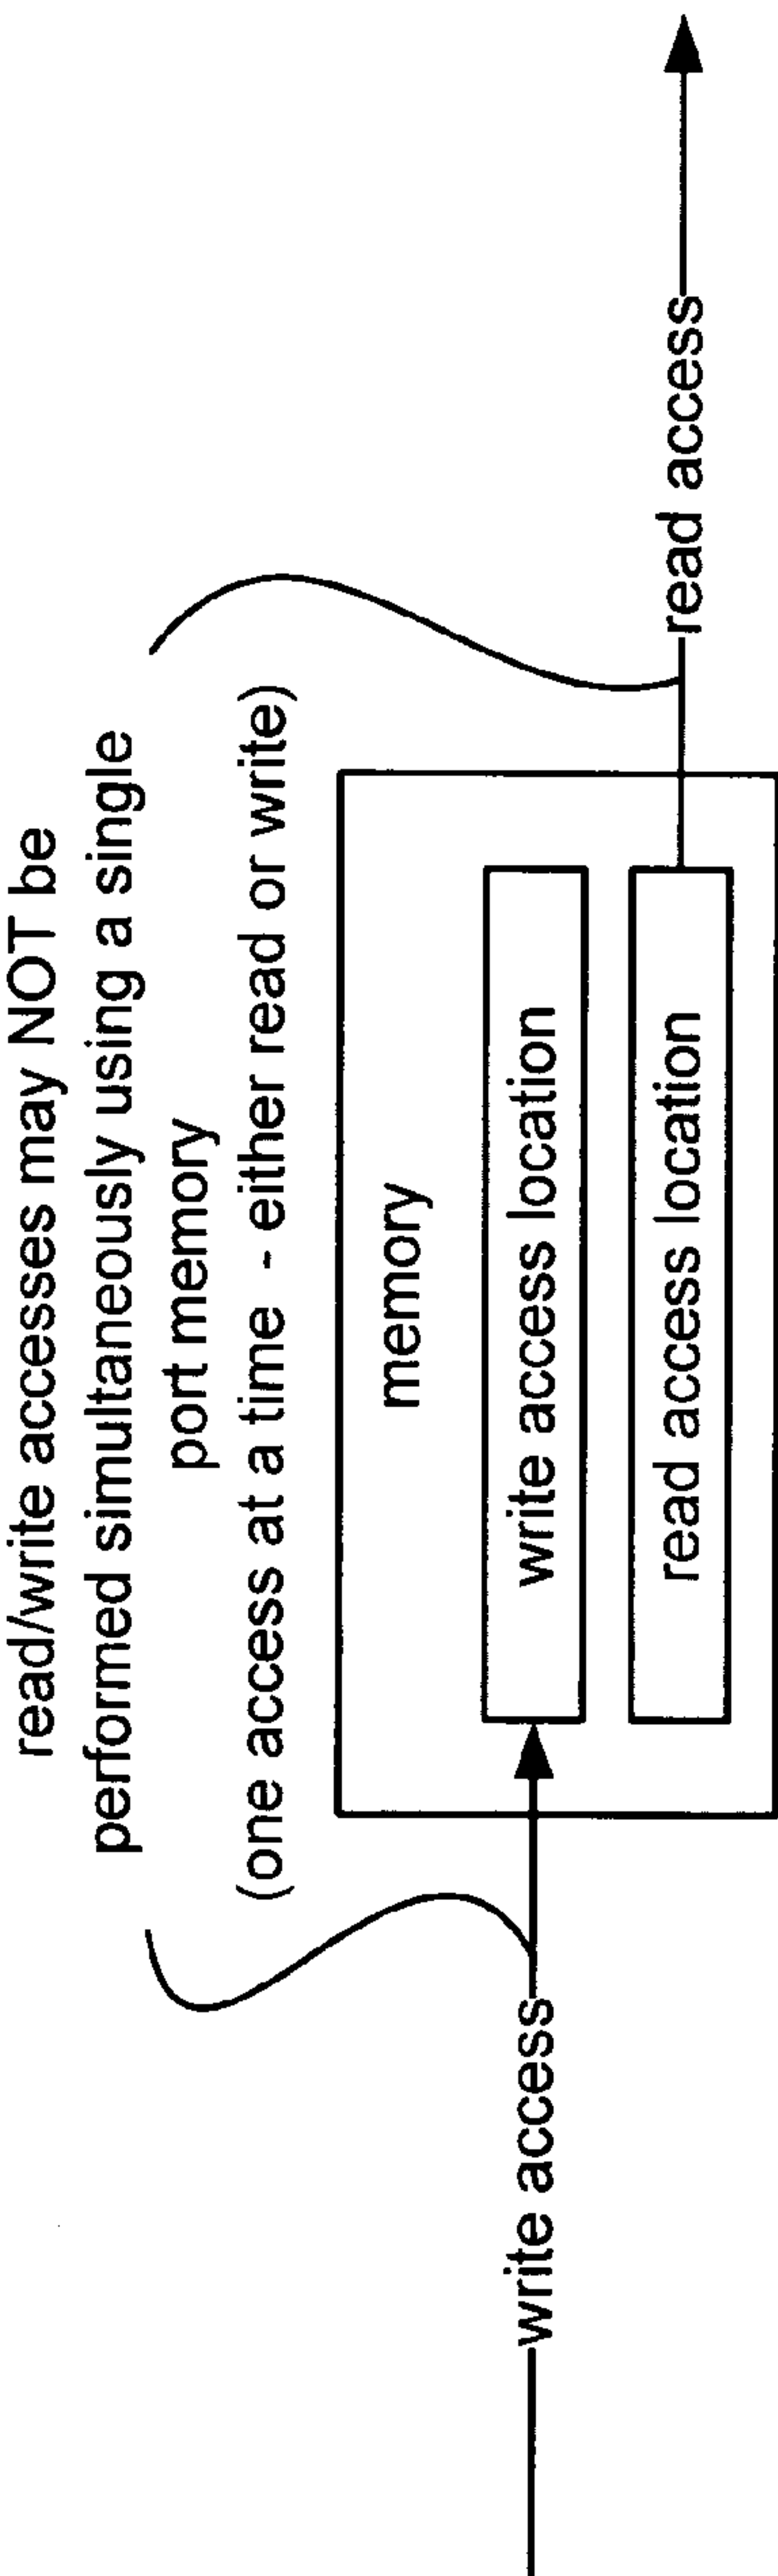 read/write accesses may NOT be
performed simultaneously using a single
port memory
(one access at a time - either read or write)
memory
write access
write access location
read access location
read access